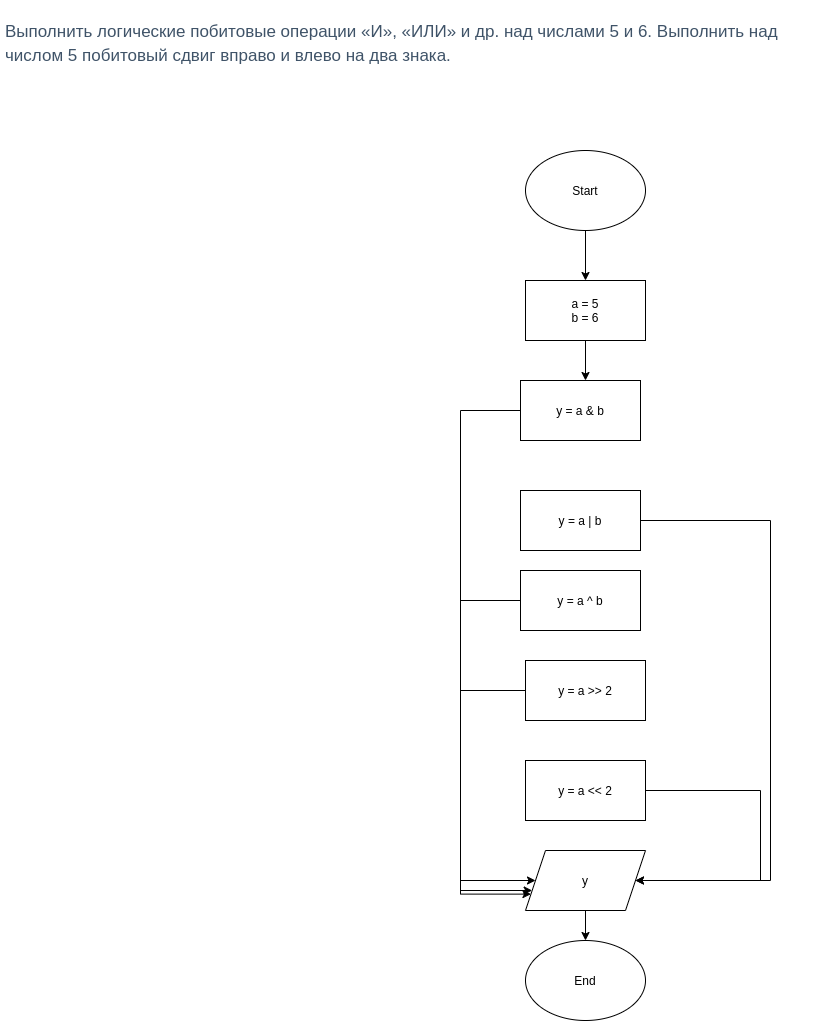 Выполнить логические побитовые операции «И», «ИЛИ» и др. над числами 5 и 6. Выполнить над
числом 5 побитовый сдвиг вправо и влево на два знака.
Start
a = 5
b = 6
y = a & b
y = a | b
y = a ^ b
y = a >> 2
y = a << 2
y
End